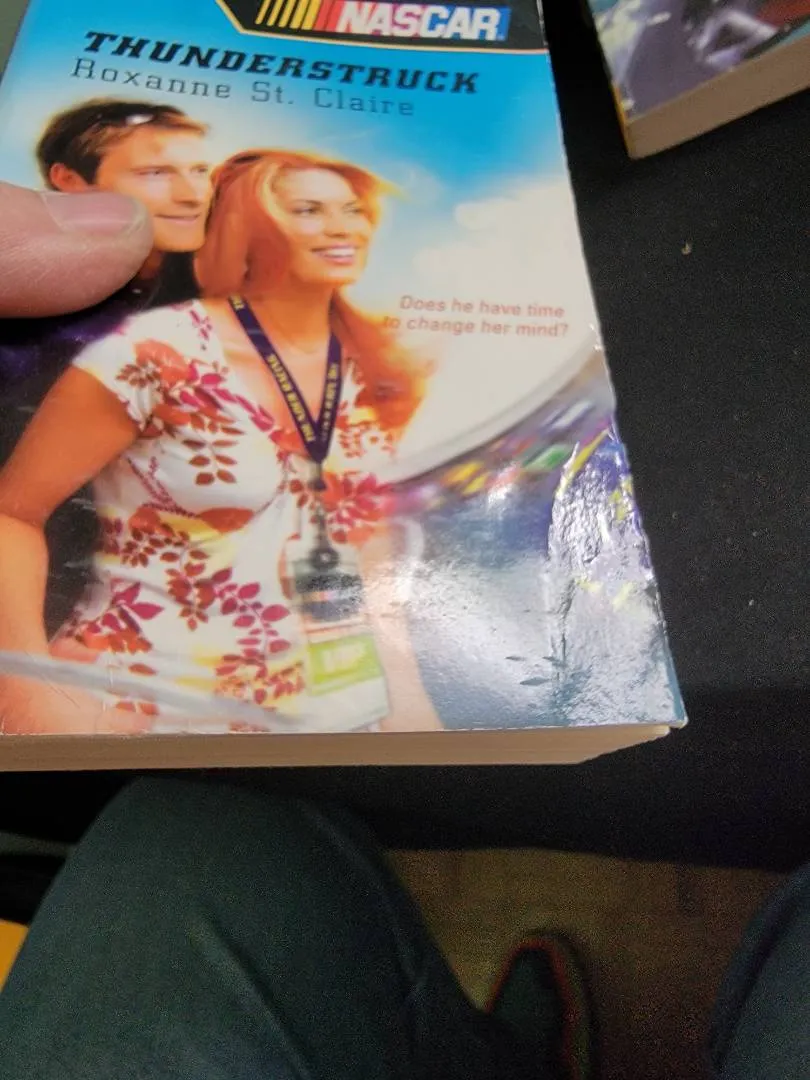 NASCAR
THUNDERSTRUCK
Roxanne St. Claire
Does he have time
to change her mind?